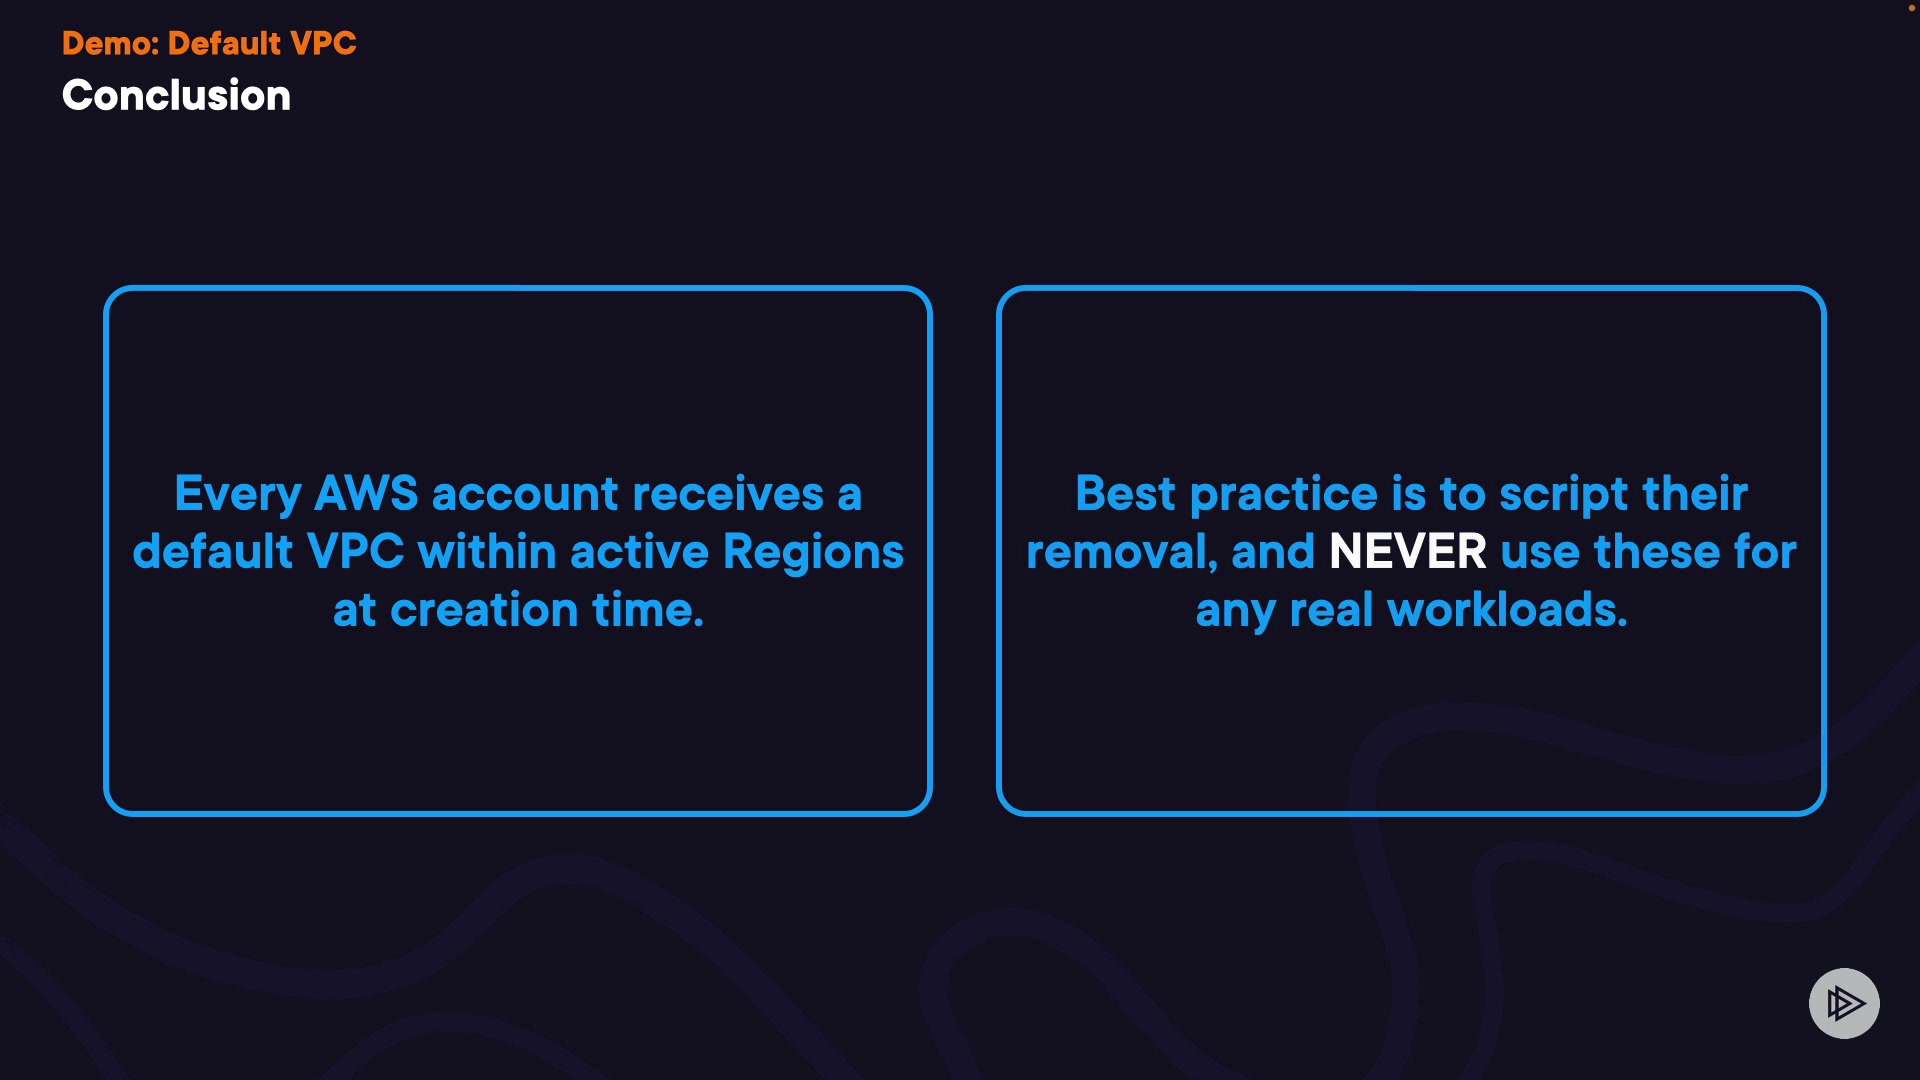 Demo: Default VPC
Conclusion
Every AWS account receives a
default VPC within active Regions
at creation time.
Best practice is to script their
removal, and NEVER use these for
any real workloads.